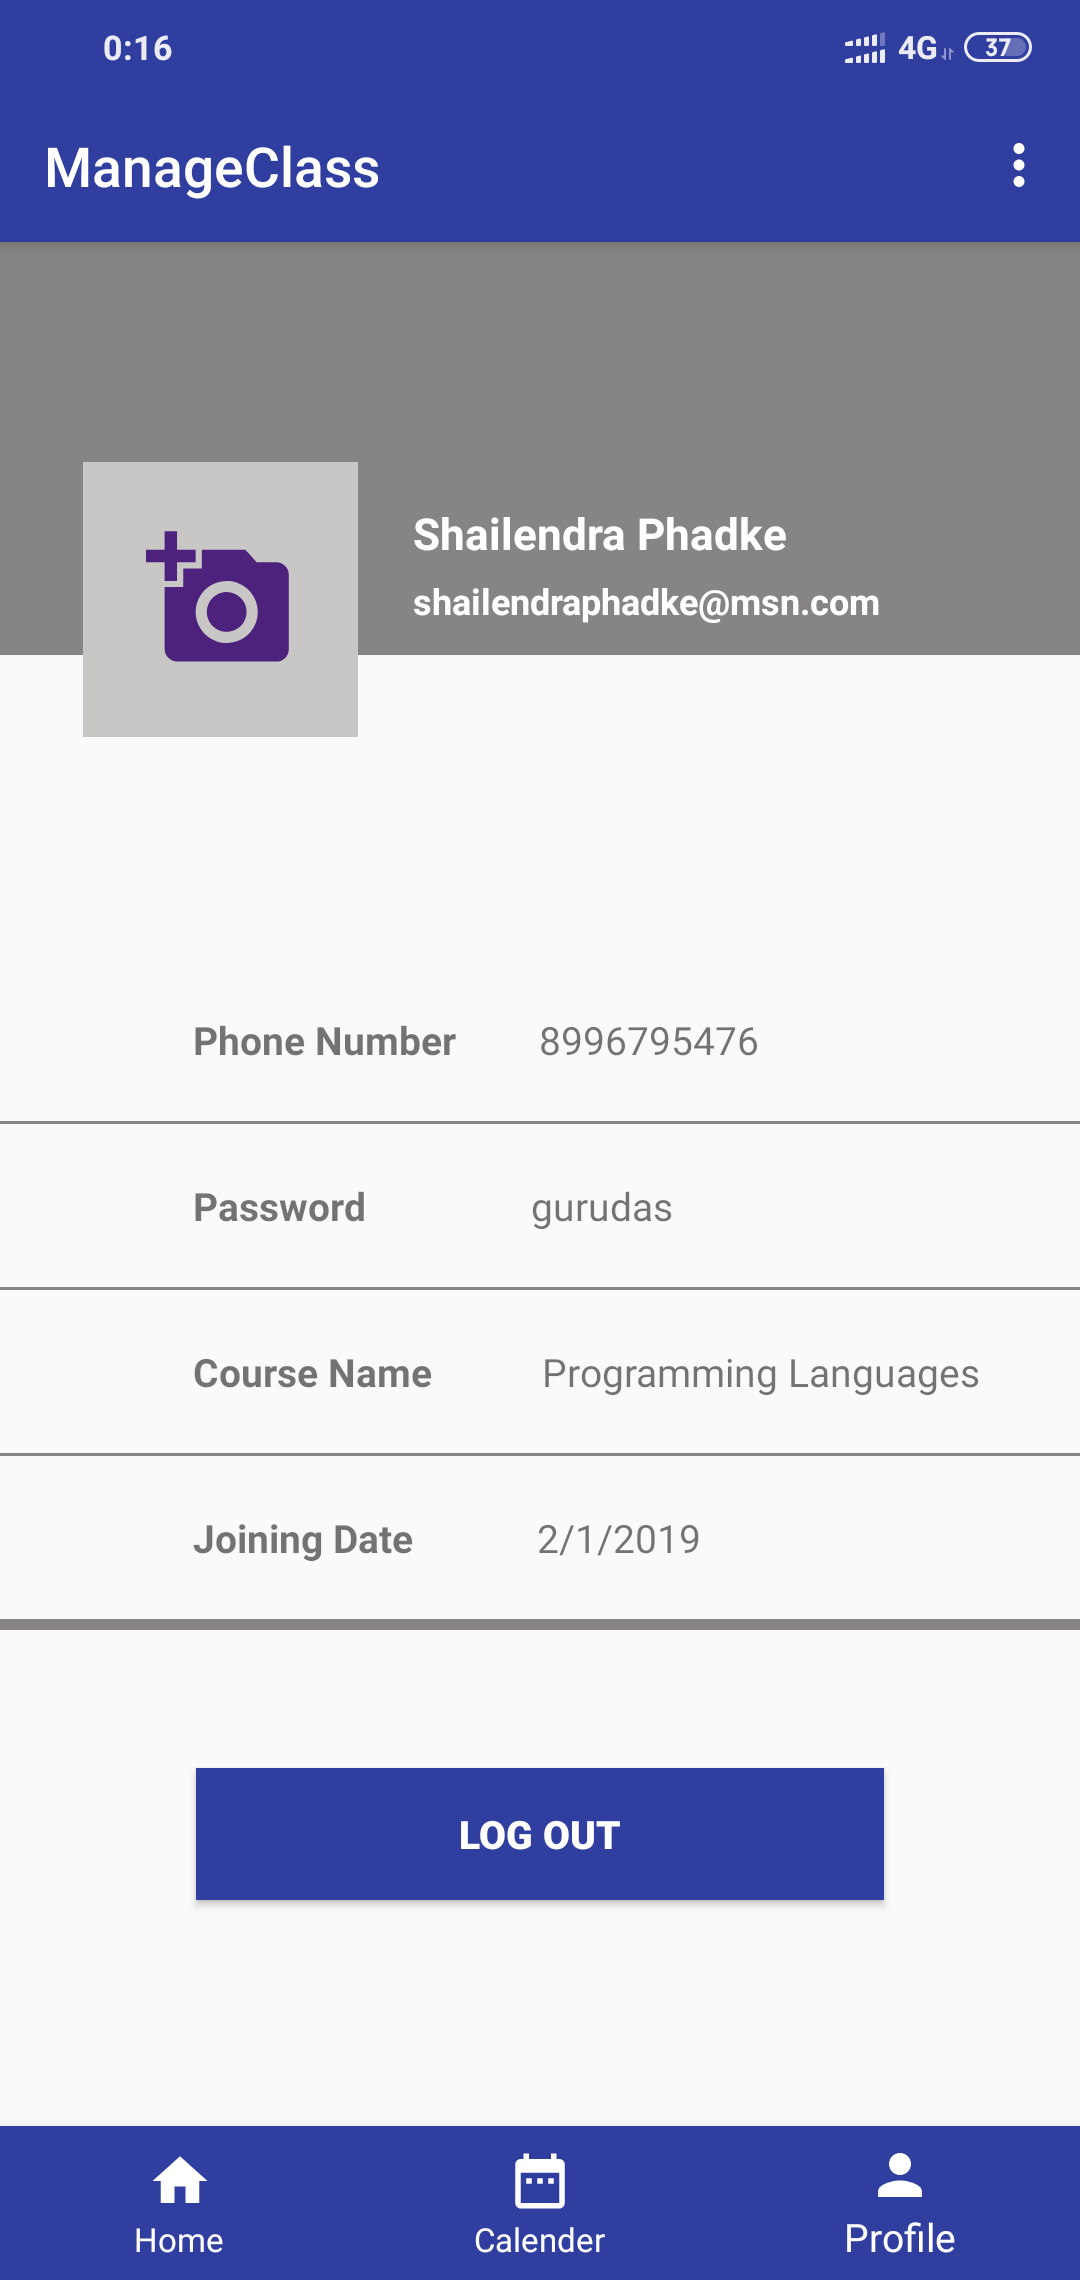 0:16 4G 37
ManageClass
Shailendra Phadke
shailendraphadke@msn.com
Phone Number 8996795476
Password gurudas
Course Name Programming Languages
Joining Date 2/1/2019
LOG OUT
Home Calender Profile